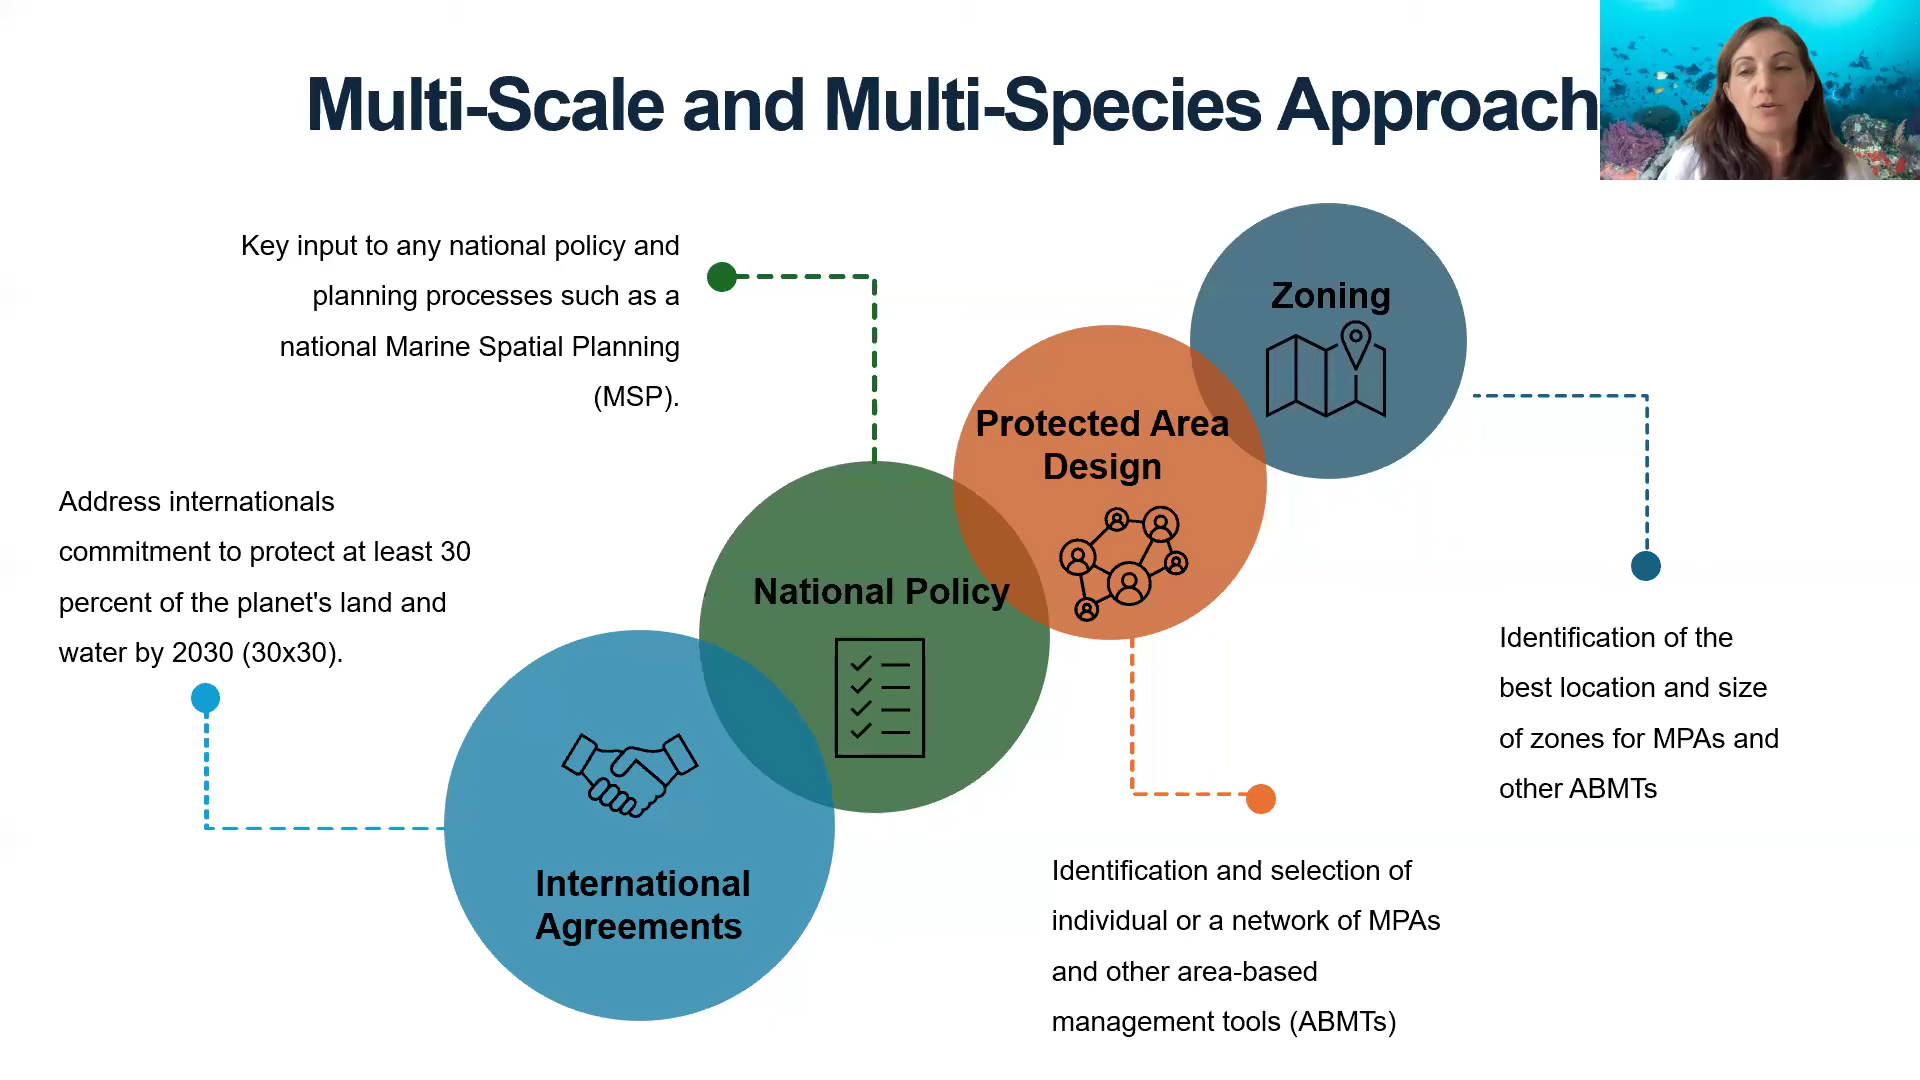 Multi-Scale and Multi-Species Approach
Key input to any national policy and
planning processes such as a
national Marine Spatial Planning
(MSP).
Zoning
Protected Area
Design
Address internationals
commitment to protect at least 30
percent of the planet's land and
water by 2030 (30x30).
National Policy
International
Agreements
Identification of the
best location and size
of zones for MPAs and
other ABMTs
Identification and selection of
individual or a network of MPAs
and other area-based
management tools (ABMTs)